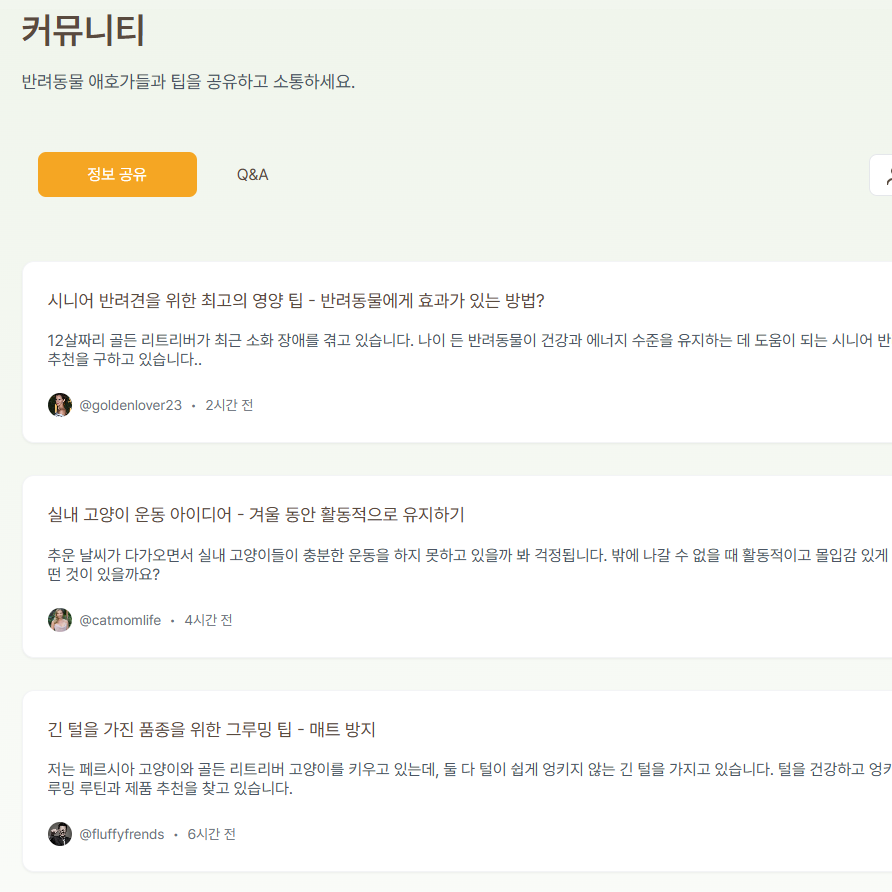 커뮤니티
반려동물 애호가들과 팁을 공유하고 소통하세요.
정보 공유
Q&A
시니어 반려견을 위한 최고의 영양 팁 - 반려동물에게 효과가 있는 방법?
12살짜리 골든 리트리버가 최근 소화 장애를 겪고 있습니다. 나이 든 반려동물이 건강과 에너지 수준을 유지하는 데 도움이 되는 시니어 반
추천을 구하고 있습니다..
@goldenlover23 • 2시간 전
실내 고양이 운동 아이디어 - 겨울 동안 활동적으로 유지하기
추운 날씨가 다가오면서 실내 고양이들이 충분한 운동을 하지 못하고 있을까 봐 걱정됩니다. 밖에 나갈 수 없을 때 활동적이고 몰입감 있게
떤 것이 있을까요?
@catmomlife • 4시간 전
긴 털을 가진 품종을 위한 그루밍 팁 - 매트 방지
저는 페르시아 고양이와 골든 리트리버 고양이를 키우고 있는데, 둘 다 털이 쉽게 엉키지 않는 긴 털을 가지고 있습니다. 털을 건강하고 엉키
루밍 루틴과 제품 추천을 찾고 있습니다.
@fluffyfrends • 6시간 전